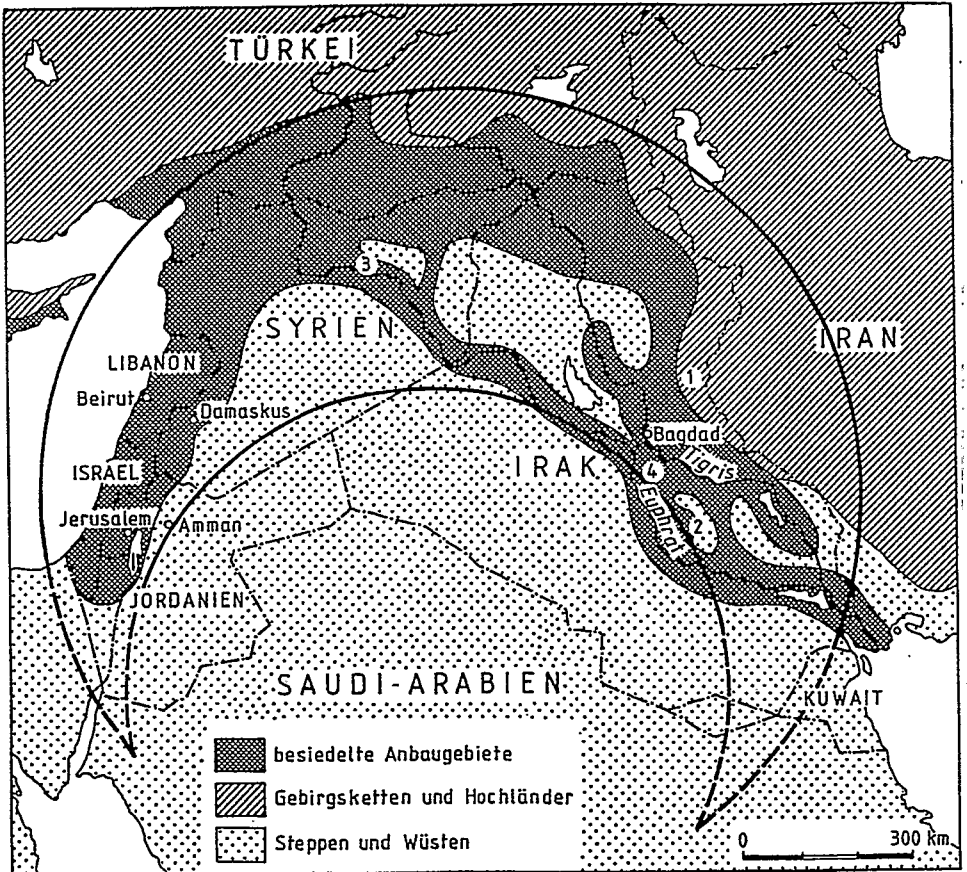 TÜRKEI
3
SYRIEN
LIBANON
IRAN
1
Beirut
Damaskus
Bagdad
ISRAEL
IRAK
4
Tigris
Jerusalem
Amman
Euphrat
2
JORDANIEN
SAUDI-ARABIEN
KUWAIT
besiedelte Anbaugebiete
Gebirgsketten und Hochländer
Steppen und Wüsten
0 300 km